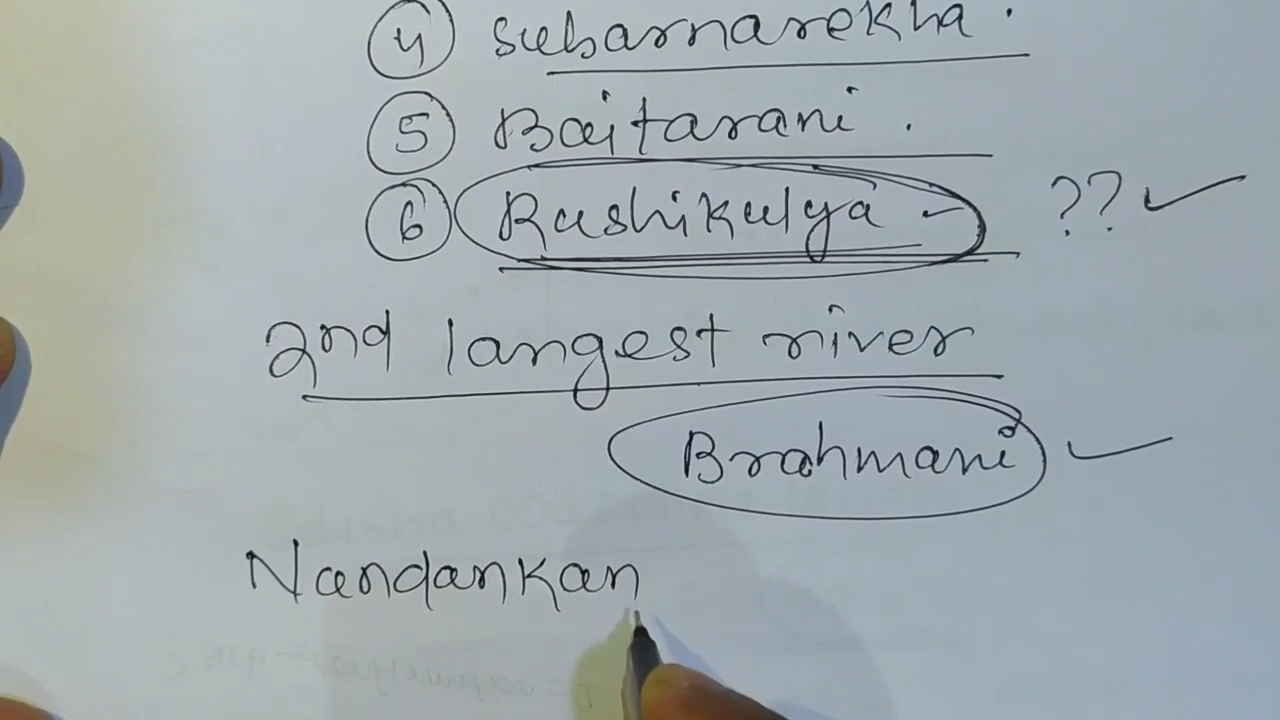 4 Subarnarekha.
5 Baitarani.
6 Rushikulya - ?? ✓
2nd largest river
Brahmani ✓
Nandankan